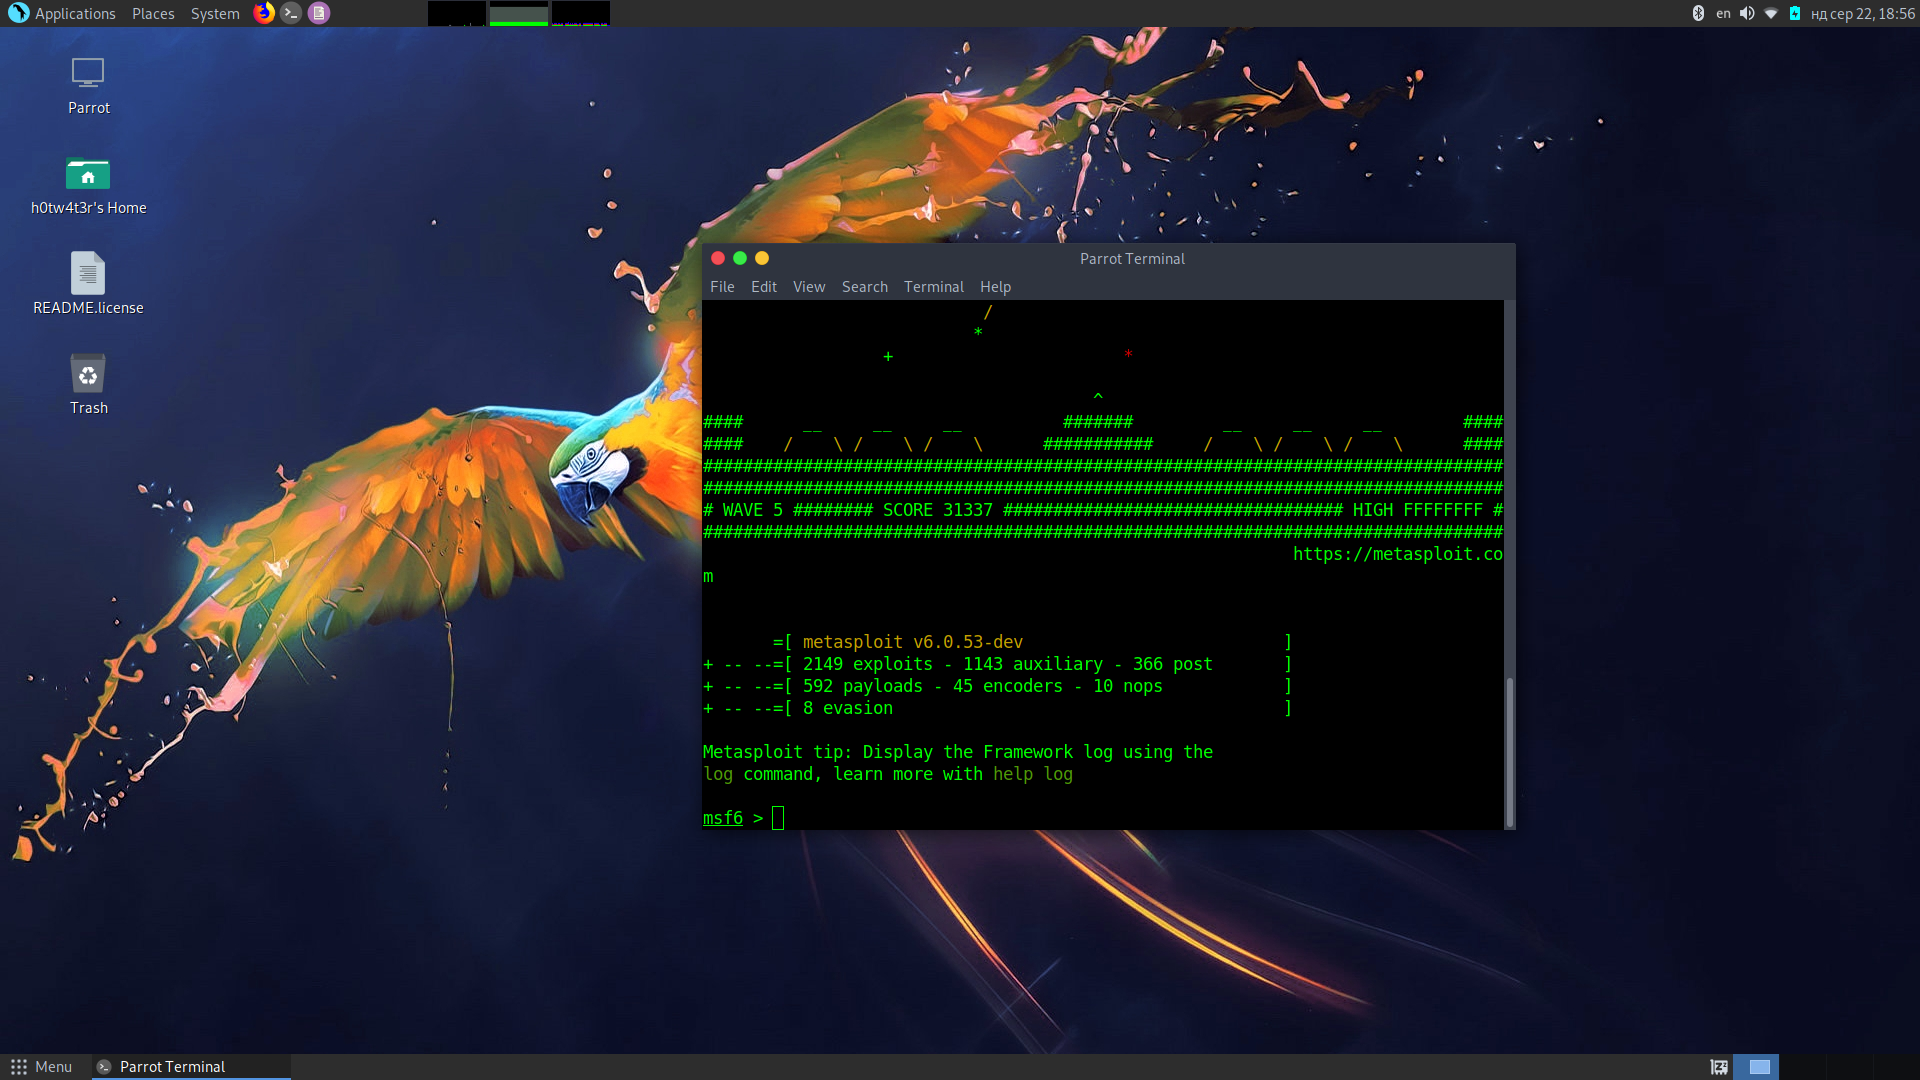 Applications Places System
en нд сер 22, 18:56
Parrot
h0tw4t3r's Home
README.license
Trash
Parrot Terminal
File Edit View Search Terminal Help
/
*
+ *
^
#### __ __ __ ####### __ __ __ ####
#### / \ / \ / \ ########### / \ / \ / \ ####
################################################################################
################################################################################
# WAVE 5 ######## SCORE 31337 ################################## HIGH FFFFFFFF #
################################################################################
https://metasploit.co
m
=[ metasploit v6.0.53-dev ]
+ -- --=[ 2149 exploits - 1143 auxiliary - 366 post ]
+ -- --=[ 592 payloads - 45 encoders - 10 nops ]
+ -- --=[ 8 evasion ]
Metasploit tip: Display the Framework log using the
log command, learn more with help log
msf6 >
Menu Parrot Terminal